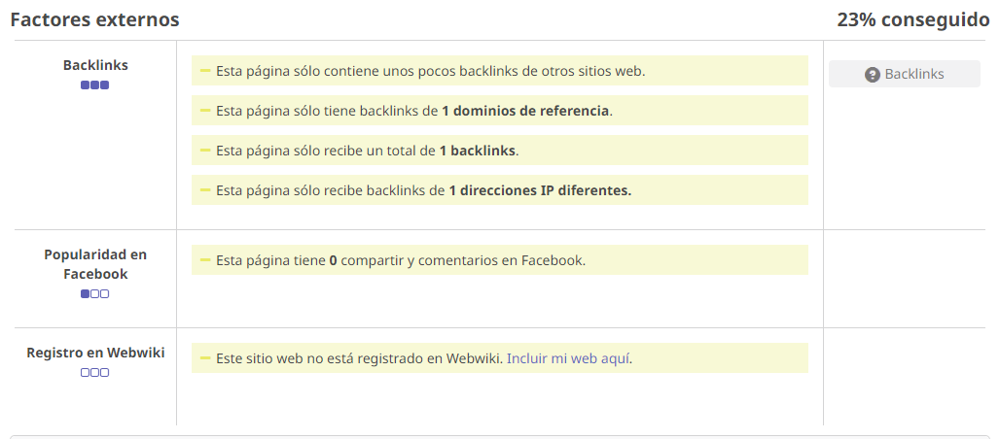 Factores externos
23% conseguido
Backlinks
Esta página sólo contiene unos pocos backlinks de otros sitios web.
Esta página sólo tiene backlinks de 1 dominios de referencia.
Esta página sólo recibe un total de 1 backlinks.
Esta página sólo recibe backlinks de 1 direcciones IP diferentes.
? Backlinks
Popularidad en
Facebook
Esta página tiene 0 compartir y comentarios en Facebook.
Registro en Webwiki
Este sitio web no está registrado en Webwiki. Incluir mi web aquí.